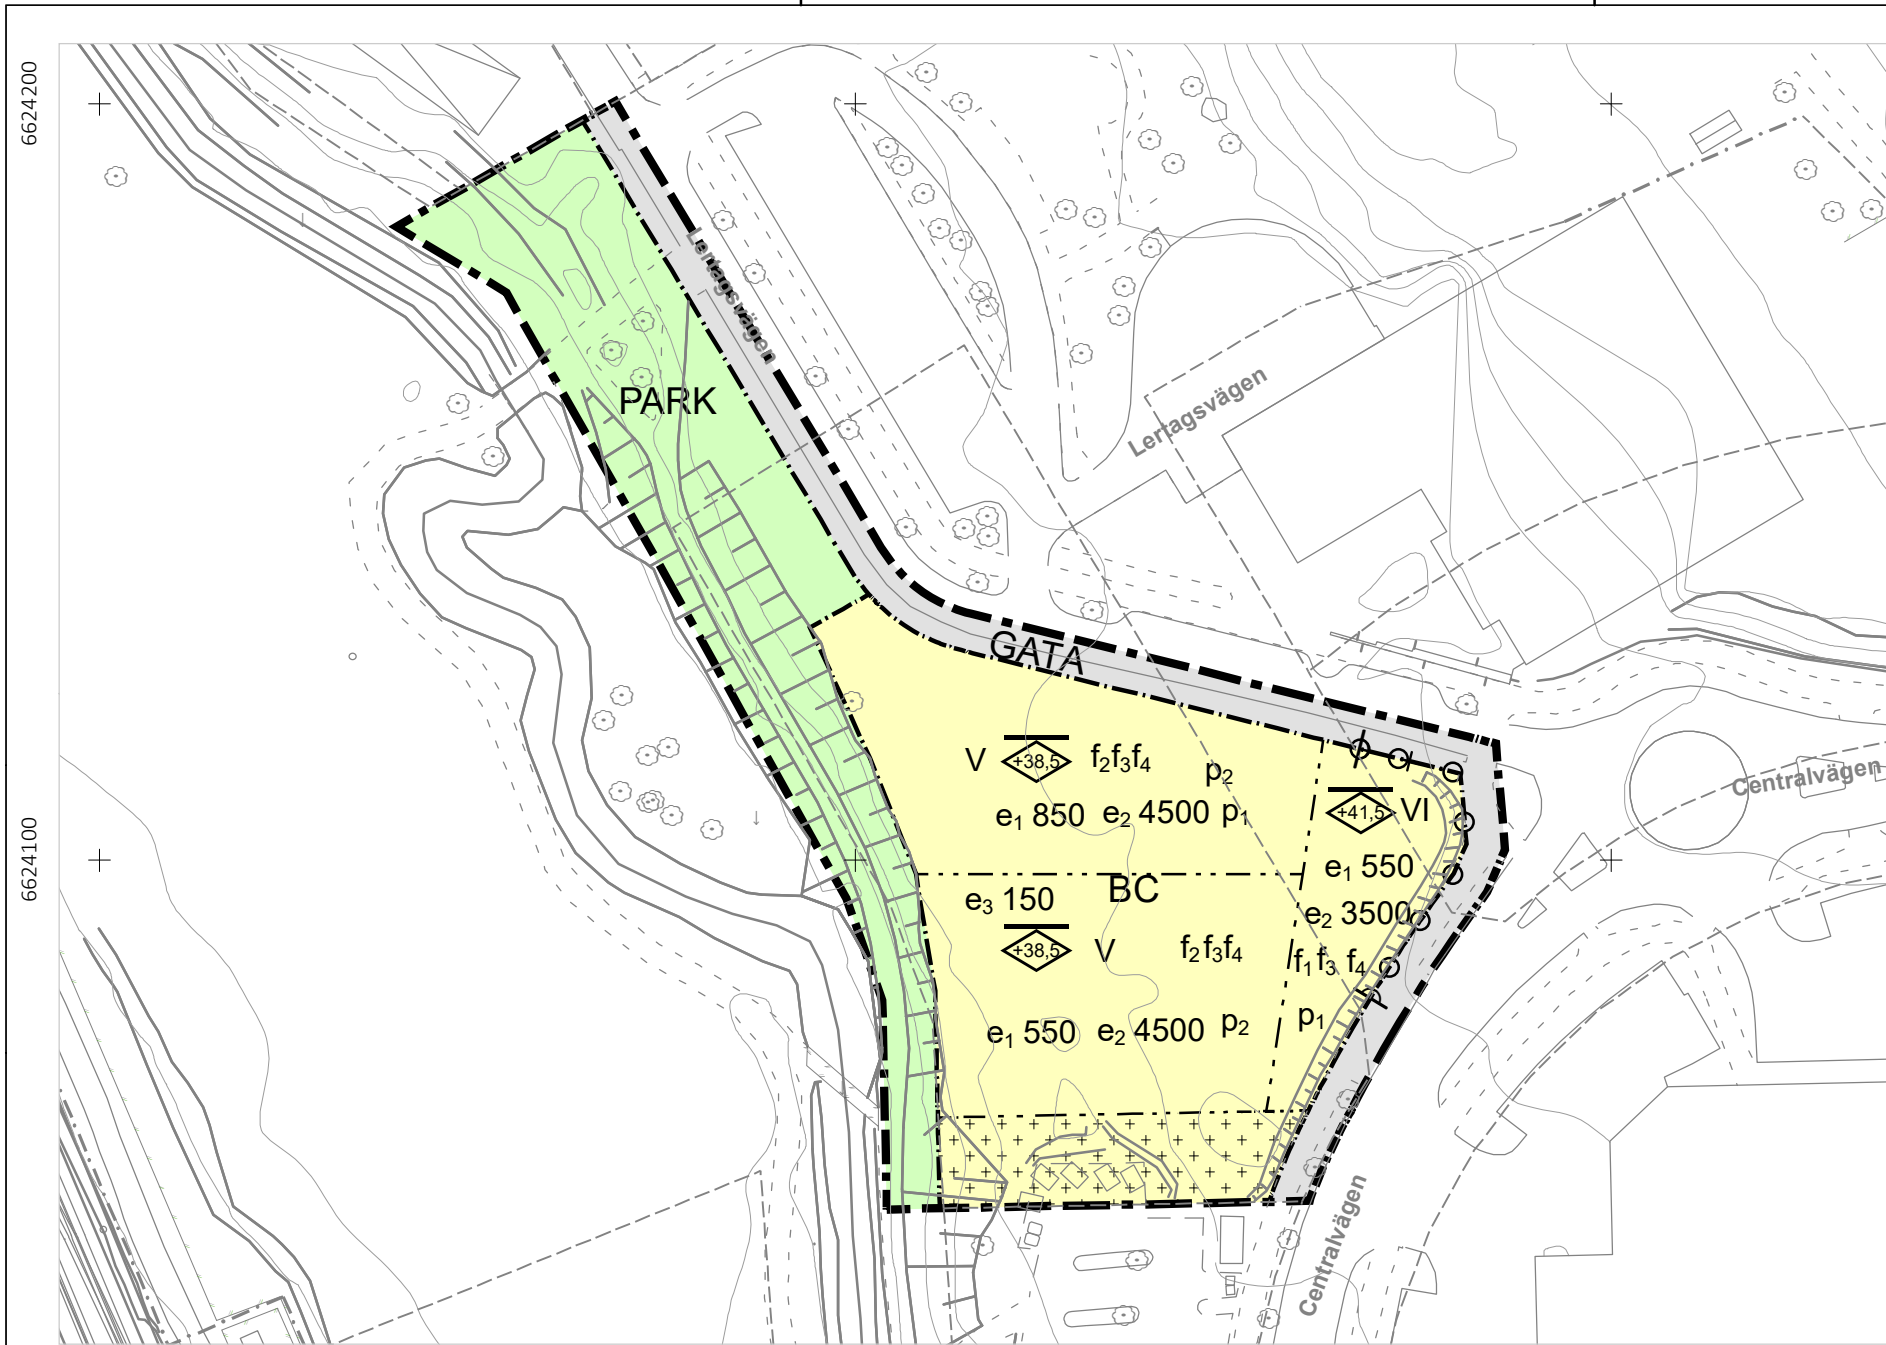 6624200
Lertagsvägen
Lertagsvägen
PARK
GATA
V +38,5 f₂f₃f₄
p₂
Centralvägen
e₁ 850 e₂ 4500 p₁
+41,5 VI
6624100
e₁ 550
BC
e₃ 150
e₂ 3500
+38,5 V f₂f₃f₄
f₁f₃ f₄
e₁ 550 e₂ 4500 p₂
p₁
Centralvägen